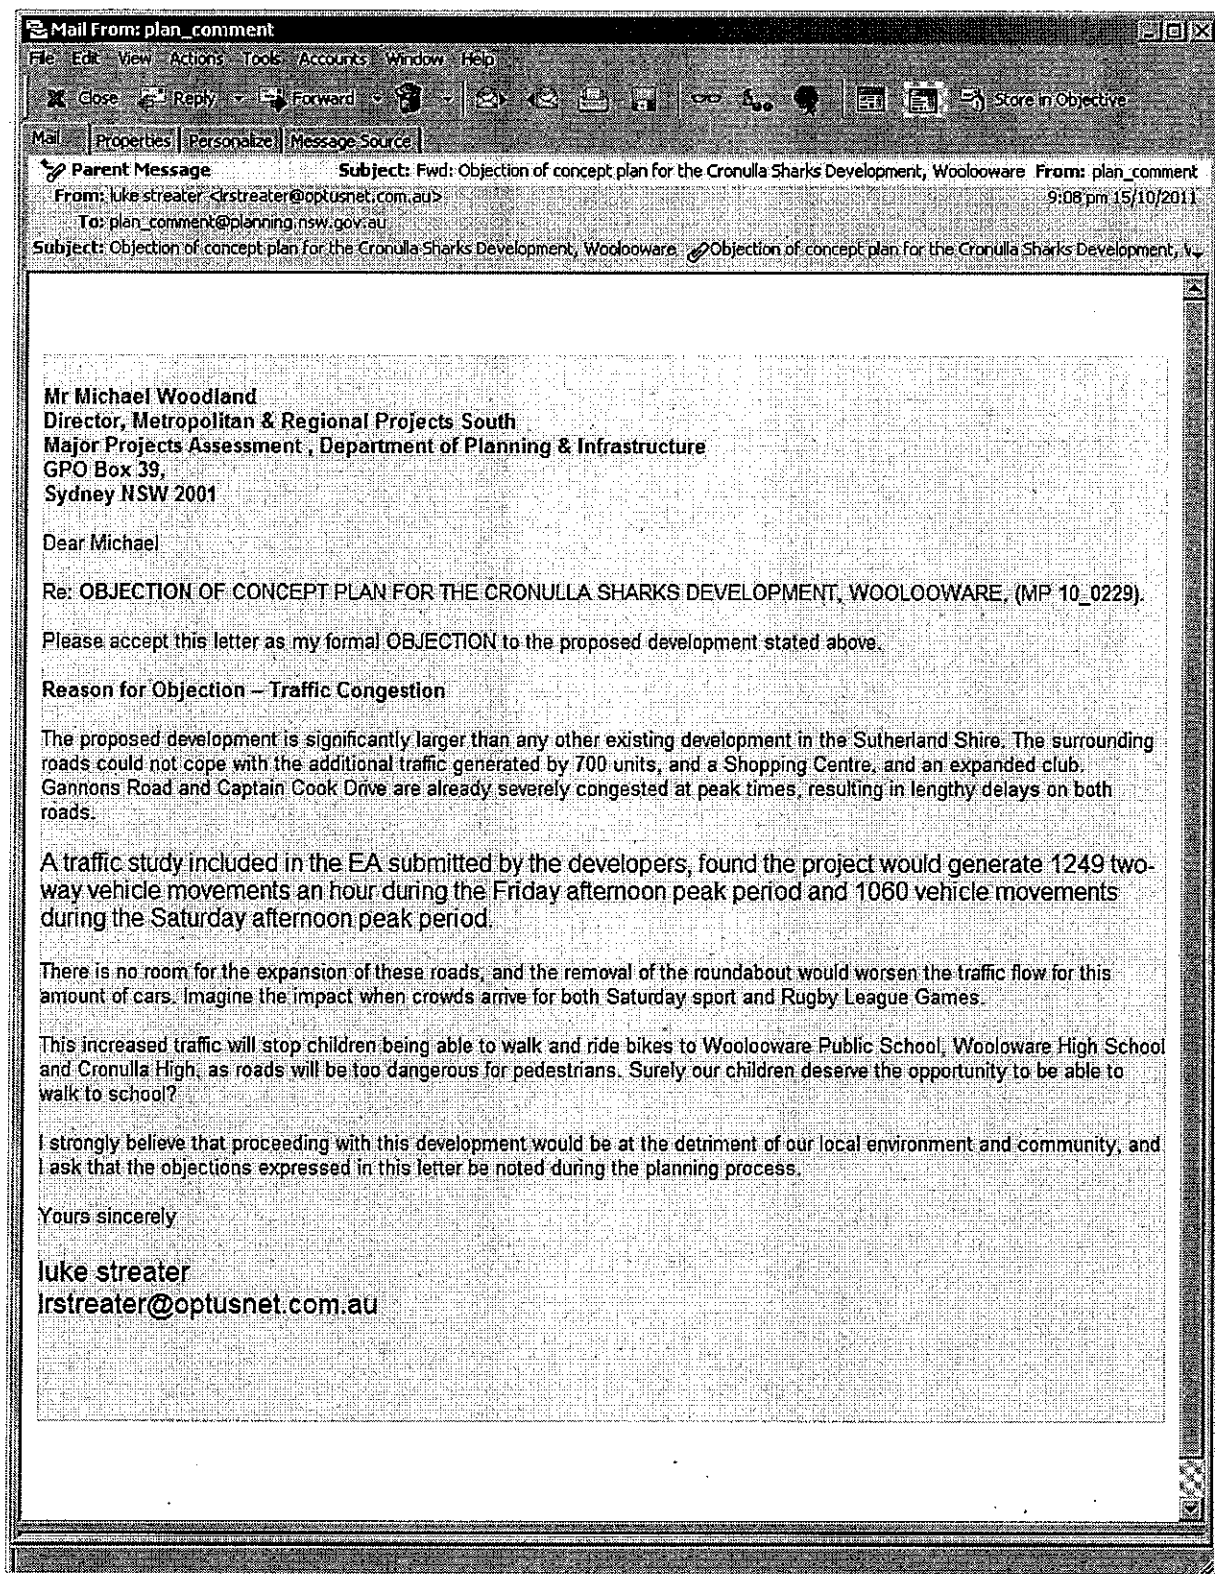 Mail From: plan_comment
File Edit View Actions Tools Accounts Window Help
Close Reply Forward Store in Objective
Mail Properties Personalize Message Source
Parent Message Subject: Fwd: Objection of concept plan for the Cronulla Sharks Development, Woolooware From: plan_comment
From: luke streater <lrstreater@optusnet.com.au> 9:08 pm 15/10/2011
To: plan_comment@planning.nsw.gov.au
Subject: Objection of concept plan for the Cronulla Sharks Development, Woolooware Objection of concept plan for the Cronulla Sharks Development,
Mr Michael Woodland
Director, Metropolitan & Regional Projects South
Major Projects Assessment , Department of Planning & Infrastructure
GPO Box 39,
Sydney NSW 2001
Dear Michael
Re: OBJECTION OF CONCEPT PLAN FOR THE CRONULLA SHARKS DEVELOPMENT, WOOLOOWARE, (MP 10_0229).
Please accept this letter as my formal OBJECTION to the proposed development stated above.
Reason for Objection – Traffic Congestion
The proposed development is significantly larger than any other existing development in the Sutherland Shire. The surrounding
roads could not cope with the additional traffic generated by 700 units, and a Shopping Centre, and an expanded club.
Gannons Road and Captain Cook Drive are already severely congested at peak times, resulting in lengthy delays on both
roads.
A traffic study included in the EA submitted by the developers, found the project would generate 1249 two-
way vehicle movements an hour during the Friday afternoon peak period and 1060 vehicle movements
during the Saturday afternoon peak period.
There is no room for the expansion of these roads, and the removal of the roundabout would worsen the traffic flow for this
amount of cars. Imagine the impact when crowds arrive for both Saturday sport and Rugby League Games.
This increased traffic will stop children being able to walk and ride bikes to Woolooware Public School, Wooloware High School
and Cronulla High, as roads will be too dangerous for pedestrians. Surely our children deserve the opportunity to be able to
walk to school?
I strongly believe that proceeding with this development would be at the detriment of our local environment and community, and
I ask that the objections expressed in this letter be noted during the planning process.
Yours sincerely
luke streater
lrstreater@optusnet.com.au